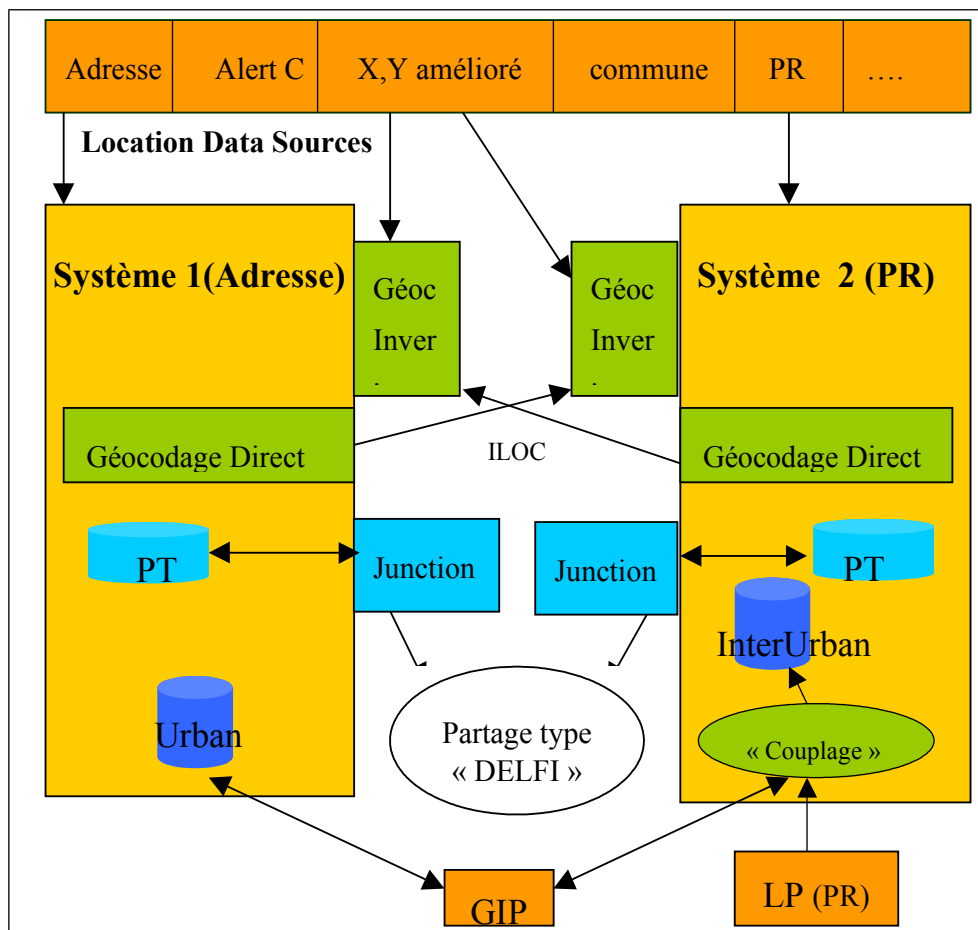 Adresse Alert C X,Y amélioré commune PR ....
Location Data Sources
Système 1(Adresse)
Géoc
Inver
.
Géoc
Inver
.
Système 2 (PR)
Géocodage Direct
ILOC
Géocodage Direct
PT
Junction
Junction
PT
InterUrban
Urban
Partage type
« DELFI »
« Couplage »
GIP
LP (PR)